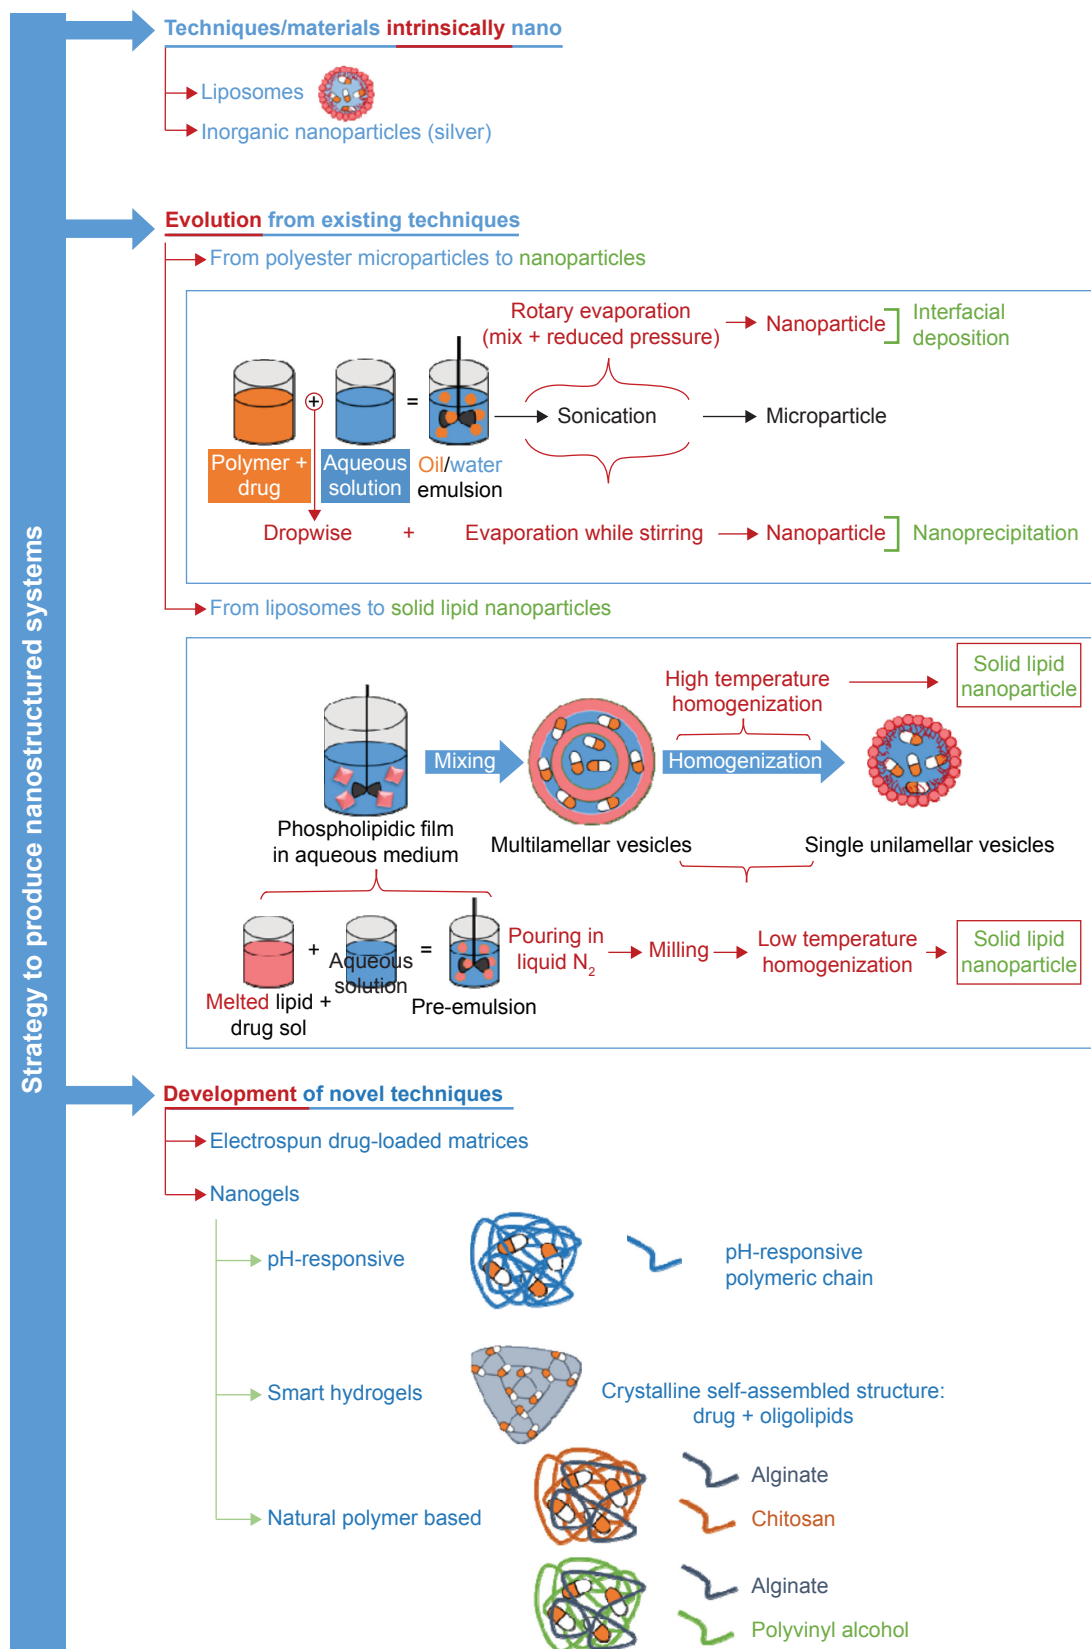 Strategy to produce nanostructured systems
Techniques/materials intrinsically nano
Liposomes
Inorganic nanoparticles (silver)
Evolution from existing techniques
From polyester microparticles to nanoparticles
Rotary evaporation
(mix + reduced pressure)
Nanoparticle
Interfacial
deposition
+
=
Sonication
Microparticle
Polymer +
drug
Aqueous
solution
Oil/water
emulsion
Dropwise
+
Evaporation while stirring
Nanoparticle
Nanoprecipitation
From liposomes to solid lipid nanoparticles
High temperature
homogenization
Solid lipid
nanoparticle
Mixing
Homogenization
Phospholipidic film
in aqueous medium
Multilamellar vesicles
Single unilamellar vesicles
+
Aqueous
solution
=
Melted lipid +
drug sol
Pre-emulsion
Pouring in
liquid N2
Milling
Low temperature
homogenization
Solid lipid
nanoparticle
Development of novel techniques
Electrospun drug-loaded matrices
Nanogels
pH-responsive
pH-responsive
polymeric chain
Smart hydrogels
Crystalline self-assembled structure:
drug + oligolipids
Natural polymer based
Alginate
Chitosan
Alginate
Polyvinyl alcohol